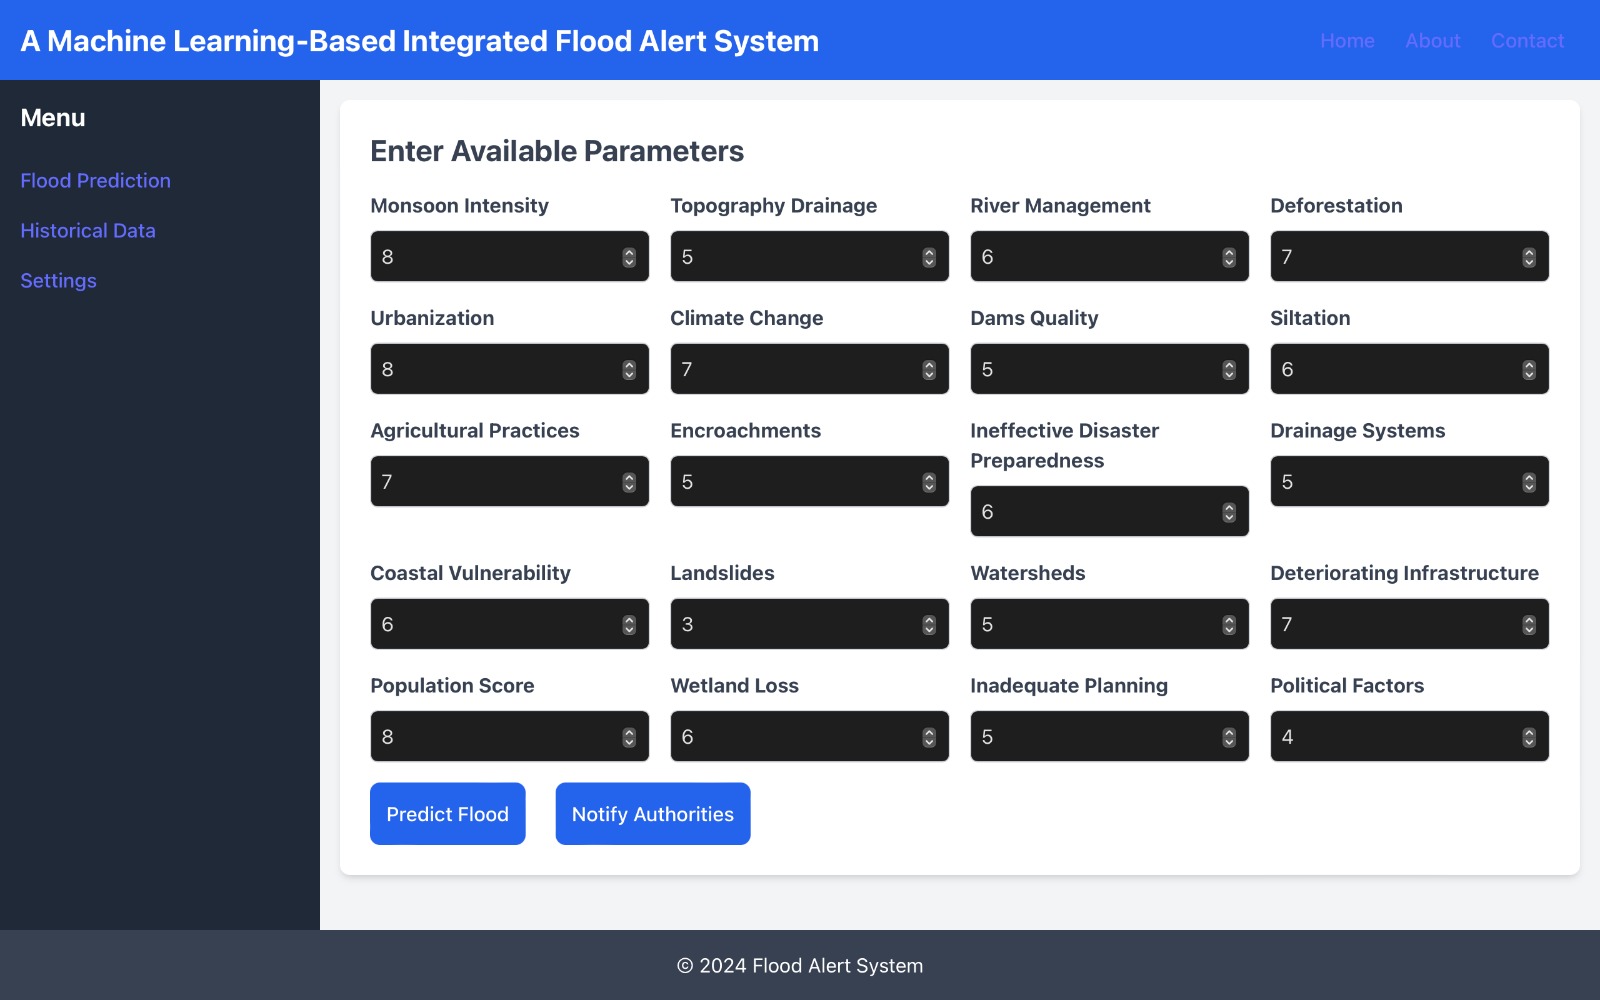 A Machine Learning-Based Integrated Flood Alert System
Home About Contact
Menu
Flood Prediction
Historical Data
Settings
Enter Available Parameters
Monsoon Intensity Topography Drainage River Management Deforestation
8 5 6 7
Urbanization Climate Change Dams Quality Siltation
8 7 5 6
Agricultural Practices Encroachments Ineffective Disaster Drainage Systems
Preparedness
7 5 6 5
Coastal Vulnerability Landslides Watersheds Deteriorating Infrastructure
6 3 5 7
Population Score Wetland Loss Inadequate Planning Political Factors
8 6 5 4
Predict Flood Notify Authorities
© 2024 Flood Alert System